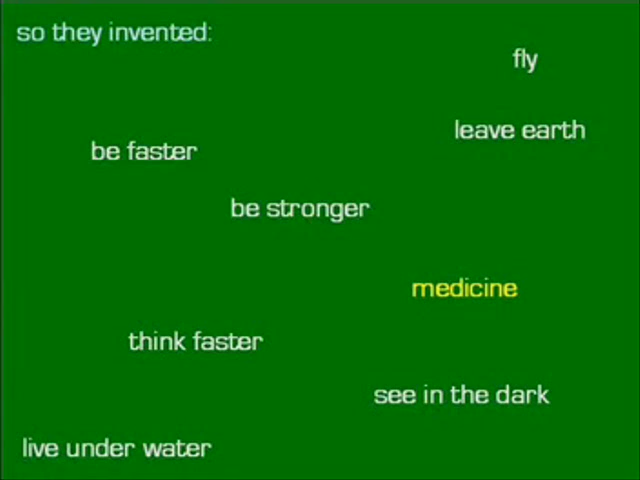 so they invented:
fly
leave earth
be faster
be stronger
medicine
think faster
see in the dark
live under water